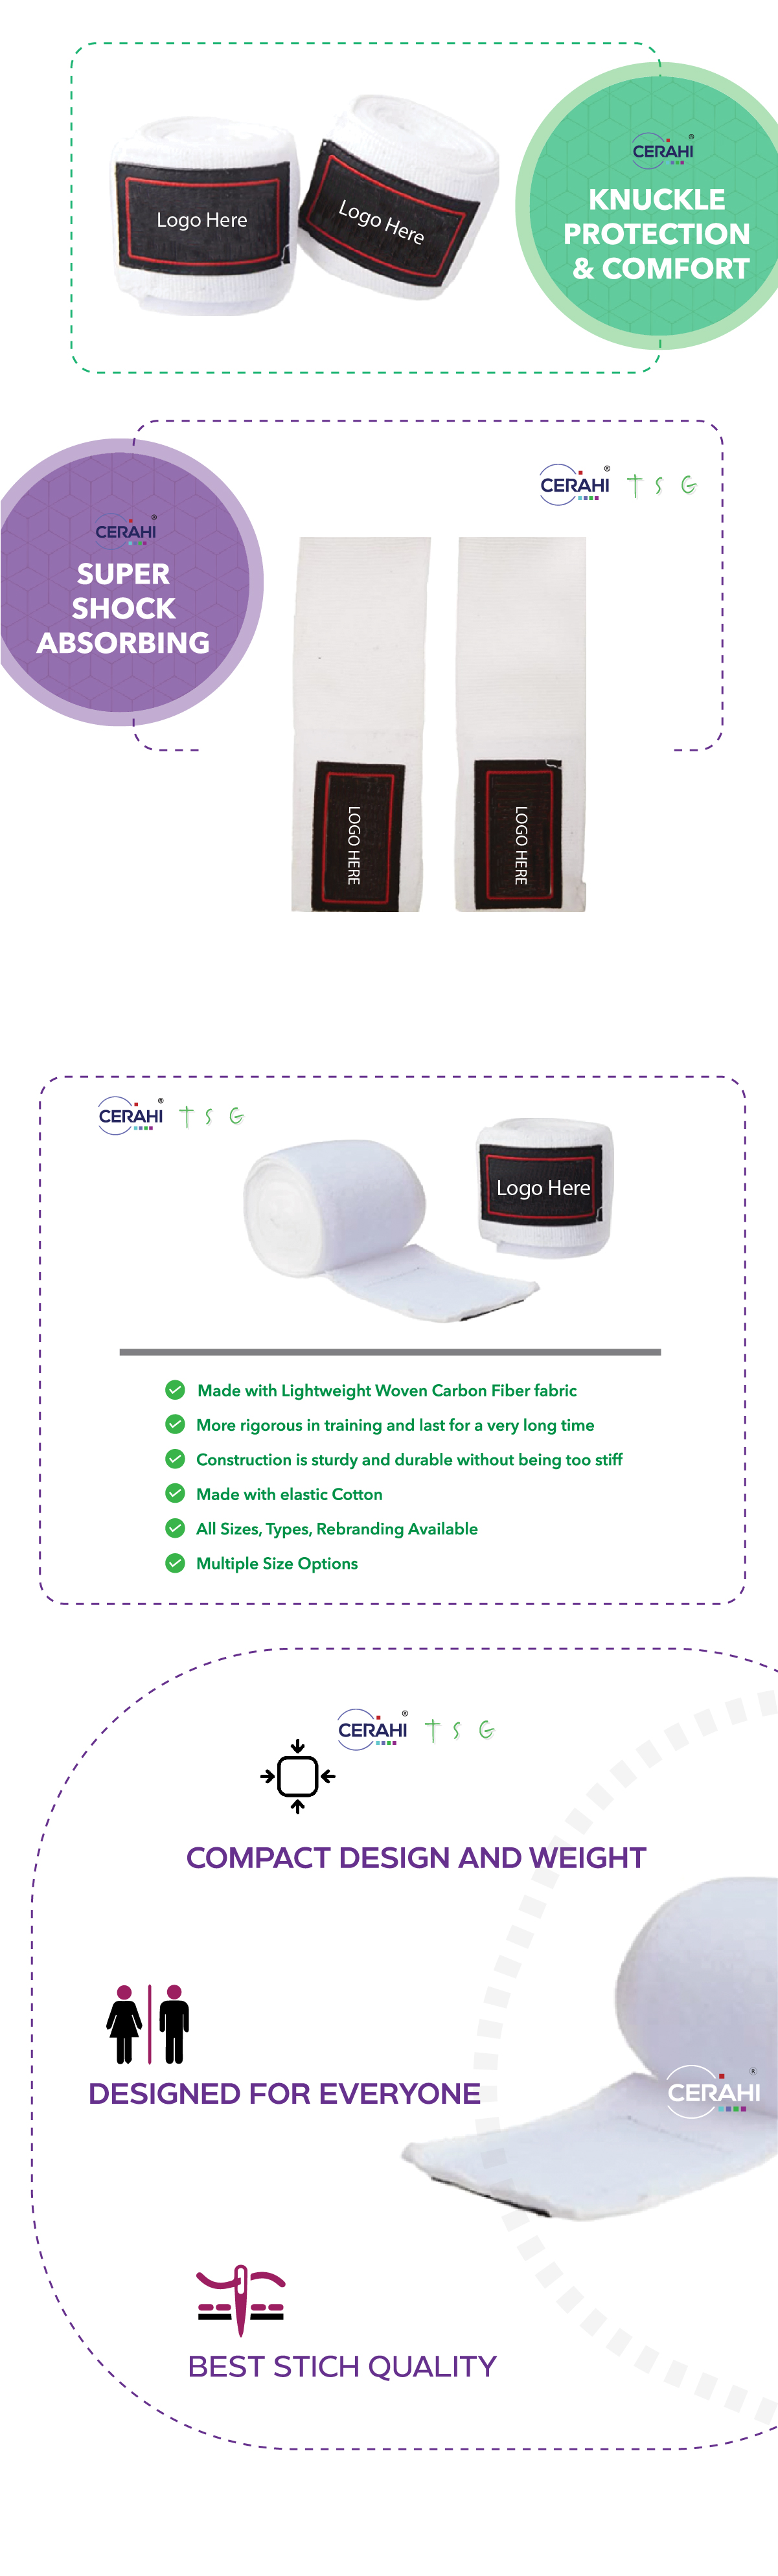 Logo Here
Logo Here
CERAHI ®
KNUCKLE
PROTECTION
& COMFORT
CERAHI ®
SUPER
SHOCK
ABSORBING
CERAHI ® T S G
LOGO HERE
LOGO HERE
CERAHI ® T S G
Logo Here
Made with Lightweight Woven Carbon Fiber fabric
More rigorous in training and last for a very long time
Construction is sturdy and durable without being too stiff
Made with elastic Cotton
All Sizes, Types, Rebranding Available
Multiple Size Options
CERAHI ® T S G
COMPACT DESIGN AND WEIGHT
DESIGNED FOR EVERYONE
CERAHI ®
BEST STICH QUALITY